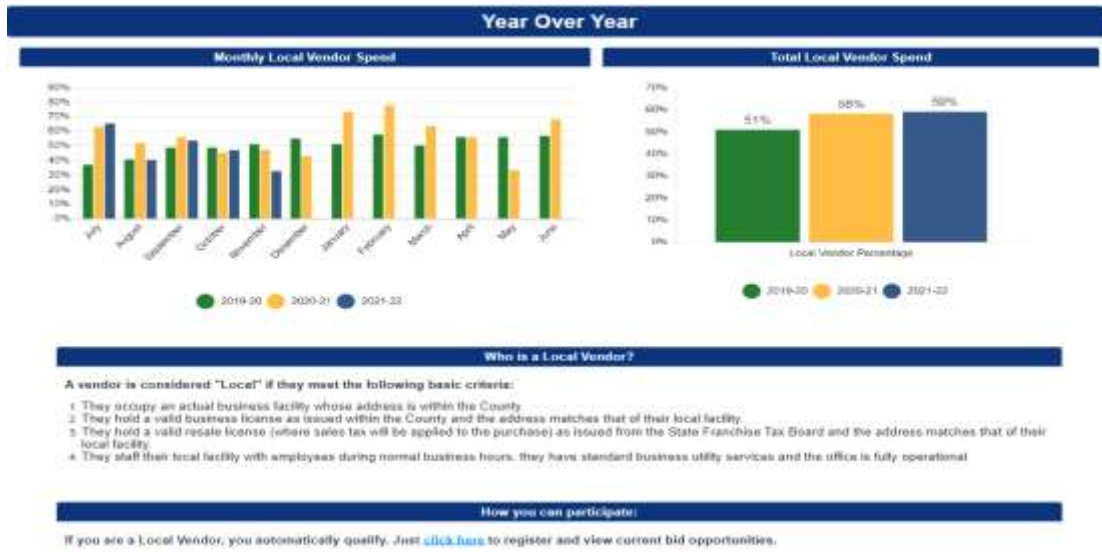 Year Over Year
Monthly Local Vendor Spend
90%
80%
70%
60%
50%
40%
30%
20%
10%
0%
July
August
September
October
November
December
January
February
March
April
May
June
2019-20 2020-21 2021-22
Total Local Vendor Spend
70%
60%
50%
40%
30%
20%
10%
0%
51%
58%
59%
Local Vendor Percentage
2019-20 2020-21 2021-22
Who is a Local Vendor?
A vendor is considered "Local" if they meet the following basic criteria:
1. They occupy an actual business facility whose address is within the County
2. They hold a valid business license as issued within the County and the address matches that of their local facility
3. They hold a valid resale license (where sales tax will be applied to the purchase) as issued from the State Franchise Tax Board and the address matches that of their
local facility
4. They staff their local facility with employees during normal business hours, they have standard business utility services and the office is fully operational
How you can participate:
If you are a Local Vendor, you automatically qualify. Just click here to register and view current bid opportunities.